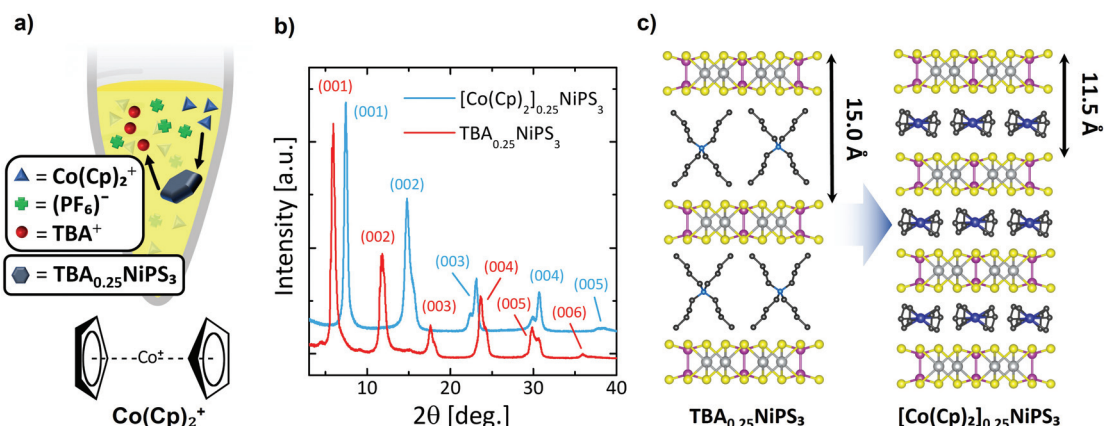 a)
= Co(Cp)₂⁺
= (PF₆)⁻
= TBA⁺
= TBA₀.₂₅NiPS₃
Co⁺
Co(Cp)₂⁺
b)
Intensity [a.u.]
(001)
(001)
[Co(Cp)₂]₀.₂₅NiPS₃
TBA₀.₂₅NiPS₃
(002)
(002)
(003)
(004)
(004)
(003)
(005)
(005)
(006)
10
20
30
40
2θ [deg.]
c)
15.0 Å
11.5 Å
TBA₀.₂₅NiPS₃
[Co(Cp)₂]₀.₂₅NiPS₃